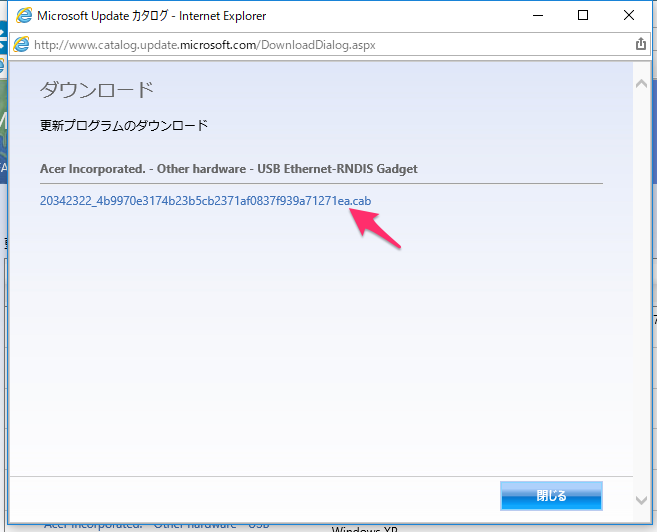 Microsoft Update カタログ - Internet Explorer
http://www.catalog.update.microsoft.com/DownloadDialog.aspx
ダウンロード
更新プログラムのダウンロード
Acer Incorporated. - Other hardware - USB Ethernet-RNDIS Gadget
20342322_4b9970e3174b23b5cb2371af0837f939a71271ea.cab
閉じる
Acer Incorporated. - Other hardware - USB
Windows XP